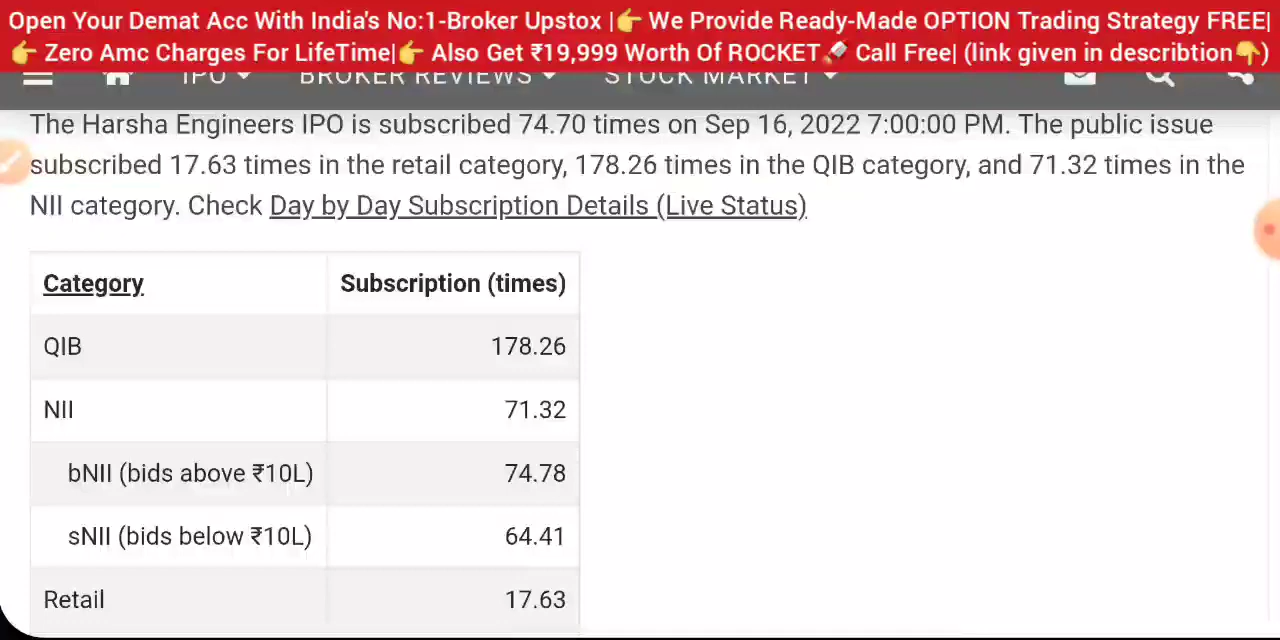 Open Your Demat Acc With India's No:1-Broker Upstox |👉 We Provide Ready-Made OPTION Trading Strategy FREE|
👉 Zero Amc Charges For LifeTime|👉 Also Get ₹19,999 Worth Of ROCKET🚀 Call Free| (link given in describtion👇)
IPO BROKER REVIEWS STOCK MARKET
The Harsha Engineers IPO is subscribed 74.70 times on Sep 16, 2022 7:00:00 PM. The public issue
subscribed 17.63 times in the retail category, 178.26 times in the QIB category, and 71.32 times in the
NII category. Check Day by Day Subscription Details (Live Status)
Category Subscription (times)
QIB 178.26
NII 71.32
bNII (bids above ₹10L) 74.78
sNII (bids below ₹10L) 64.41
Retail 17.63